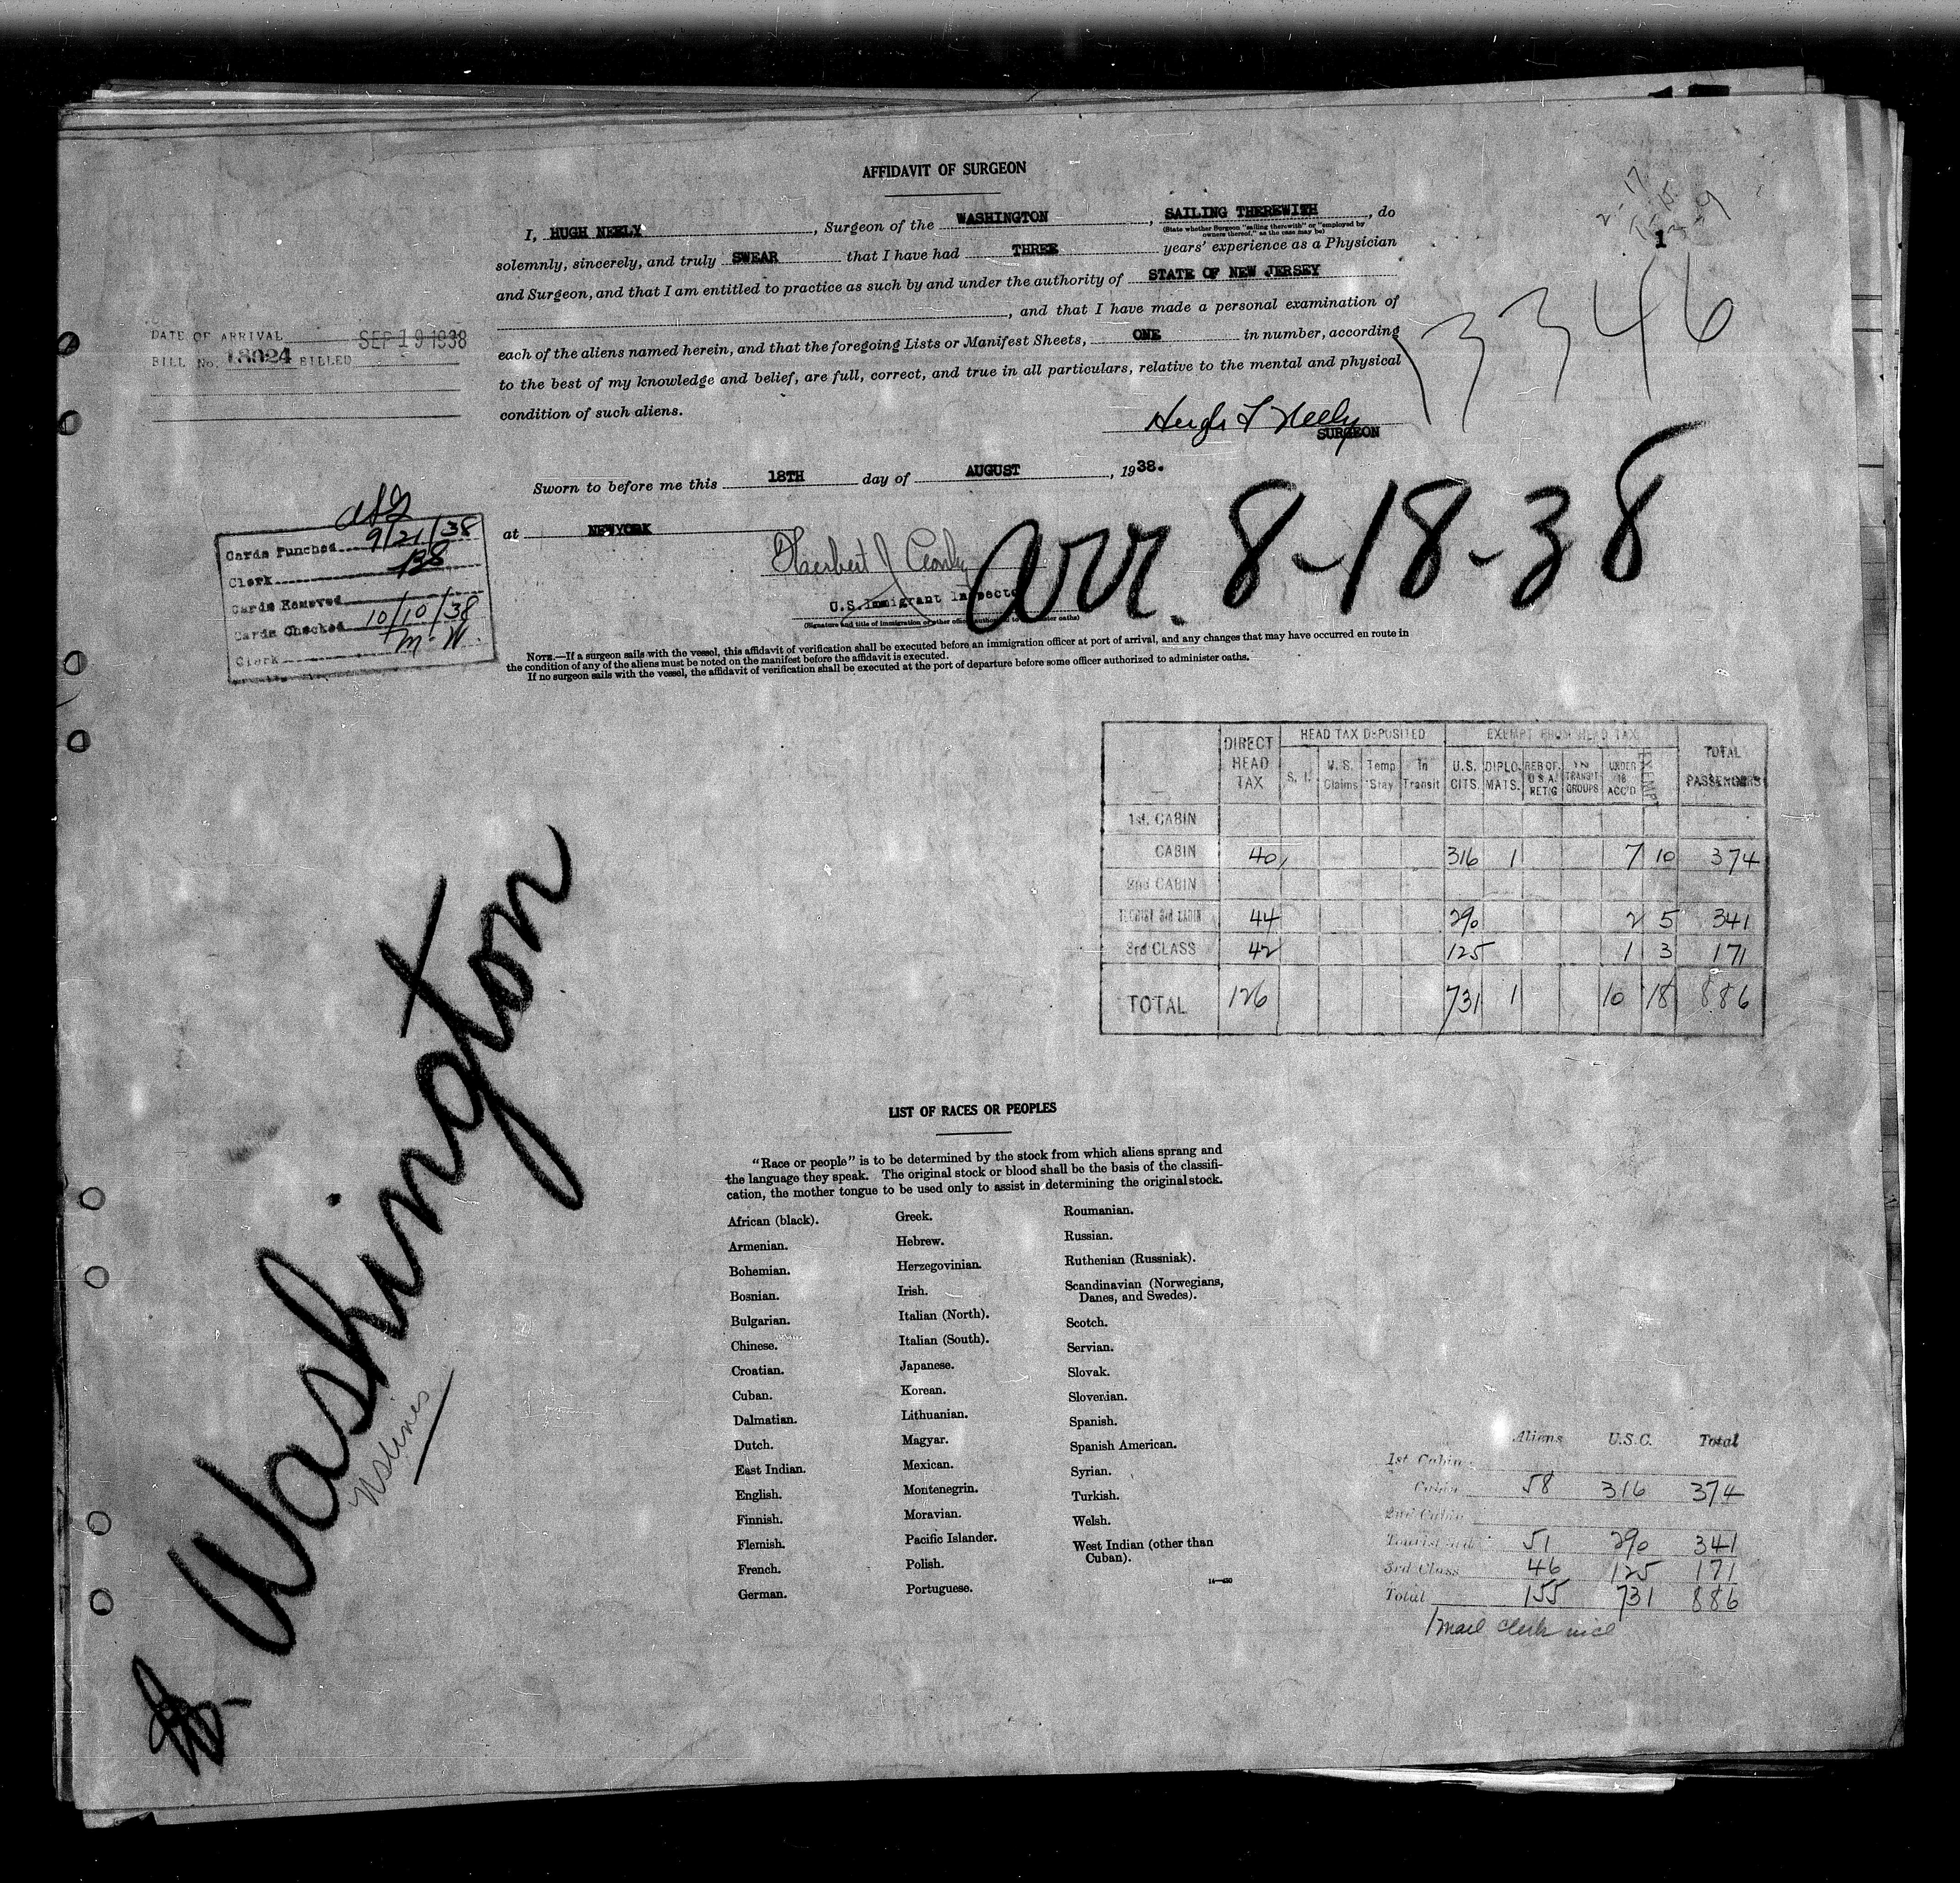 AFFIDAVIT OF SURGEON
I, HUGH NEELY, Surgeon of the WASHINGTON, SAILING THEREWITH, do
(State whether Surgeon "sailing therewith" or "employed by
owners thereof," as the case may be)
1
solemnly, sincerely, and truly SWEAR that I have had THREE years' experience as a Physician
and Surgeon, and that I am entitled to practice as such by and under the authority of STATE OF NEW JERSEY
, and that I have made a personal examination of
each of the aliens named herein, and that the foregoing Lists or Manifest Sheets, ONE in number, according
to the best of my knowledge and belief, are full, correct, and true in all particulars, relative to the mental and physical
condition of such aliens.
3346
DATE OF ARRIVAL SEP 19 1938
BILL No. 18024 BILLED
Hugh F Neely
SURGEON
Sworn to before me this 18TH day of AUGUST, 1938.
at NEWYORK
Herbert J
U.S. Immigrant Inspector
(Signature and title of immigration or other officer authorized to administer oaths)
arr. 8-18-38
Cards Punched 9/21/38
Clerk
Cards Removed
Cards Checked 10/10/38
Clerk M.W.
NOTE.—If a surgeon sails with the vessel, this affidavit of verification shall be executed before an immigration officer at port of arrival, and any changes that may have occurred en route in
the condition of any of the aliens must be noted on the manifest before the affidavit is executed.
If no surgeon sails with the vessel, the affidavit of verification shall be executed at the port of departure before some officer authorized to administer oaths.
DIRECT HEAD TAX HEAD TAX DEPOSITED EXEMPT FROM HEAD TAX TOTAL PASSENGERS
S. I. U.S. Claims Temp Stay In Transit U.S. CITS. DIPLO. MATS. RES OF U.S.A. RET'G IN TRANSIT GROUPS UNDER 16 ACC'D EXEMPT
1st. CABIN
CABIN 40 316 1 7 10 374
2nd CABIN
TOURIST 3rd CABIN 44 290 2 5 341
3rd CLASS 42 125 1 3 171
TOTAL 126 731 1 10 18 886
Washington
LIST OF RACES OR PEOPLES
"Race or people" is to be determined by the stock from which aliens sprang and
the language they speak. The original stock or blood shall be the basis of the classifi-
cation, the mother tongue to be used only to assist in determining the original stock.
African (black).
Armenian.
Bohemian.
Bosnian.
Bulgarian.
Chinese.
Croatian.
Cuban.
Dalmatian.
Dutch.
East Indian.
English.
Finnish.
Flemish.
French.
German.
Greek.
Hebrew.
Herzegovinian.
Irish.
Italian (North).
Italian (South).
Japanese.
Korean.
Lithuanian.
Magyar.
Mexican.
Montenegrin.
Moravian.
Pacific Islander.
Polish.
Portuguese.
Roumanian.
Russian.
Ruthenian (Russniak).
Scandinavian (Norwegians,
Danes, and Swedes).
Scotch.
Servian.
Slovak.
Slovenian.
Spanish.
Spanish American.
Syrian.
Turkish.
Welsh.
West Indian (other than
Cuban).
14—430
Aliens U.S.C. Total
1st Cabin
Cabin 58 316 374
2nd Cabin
Tourist 3rd 51 290 341
3rd Class 46 125 171
Total 155 731 886
1 mail clerk incl